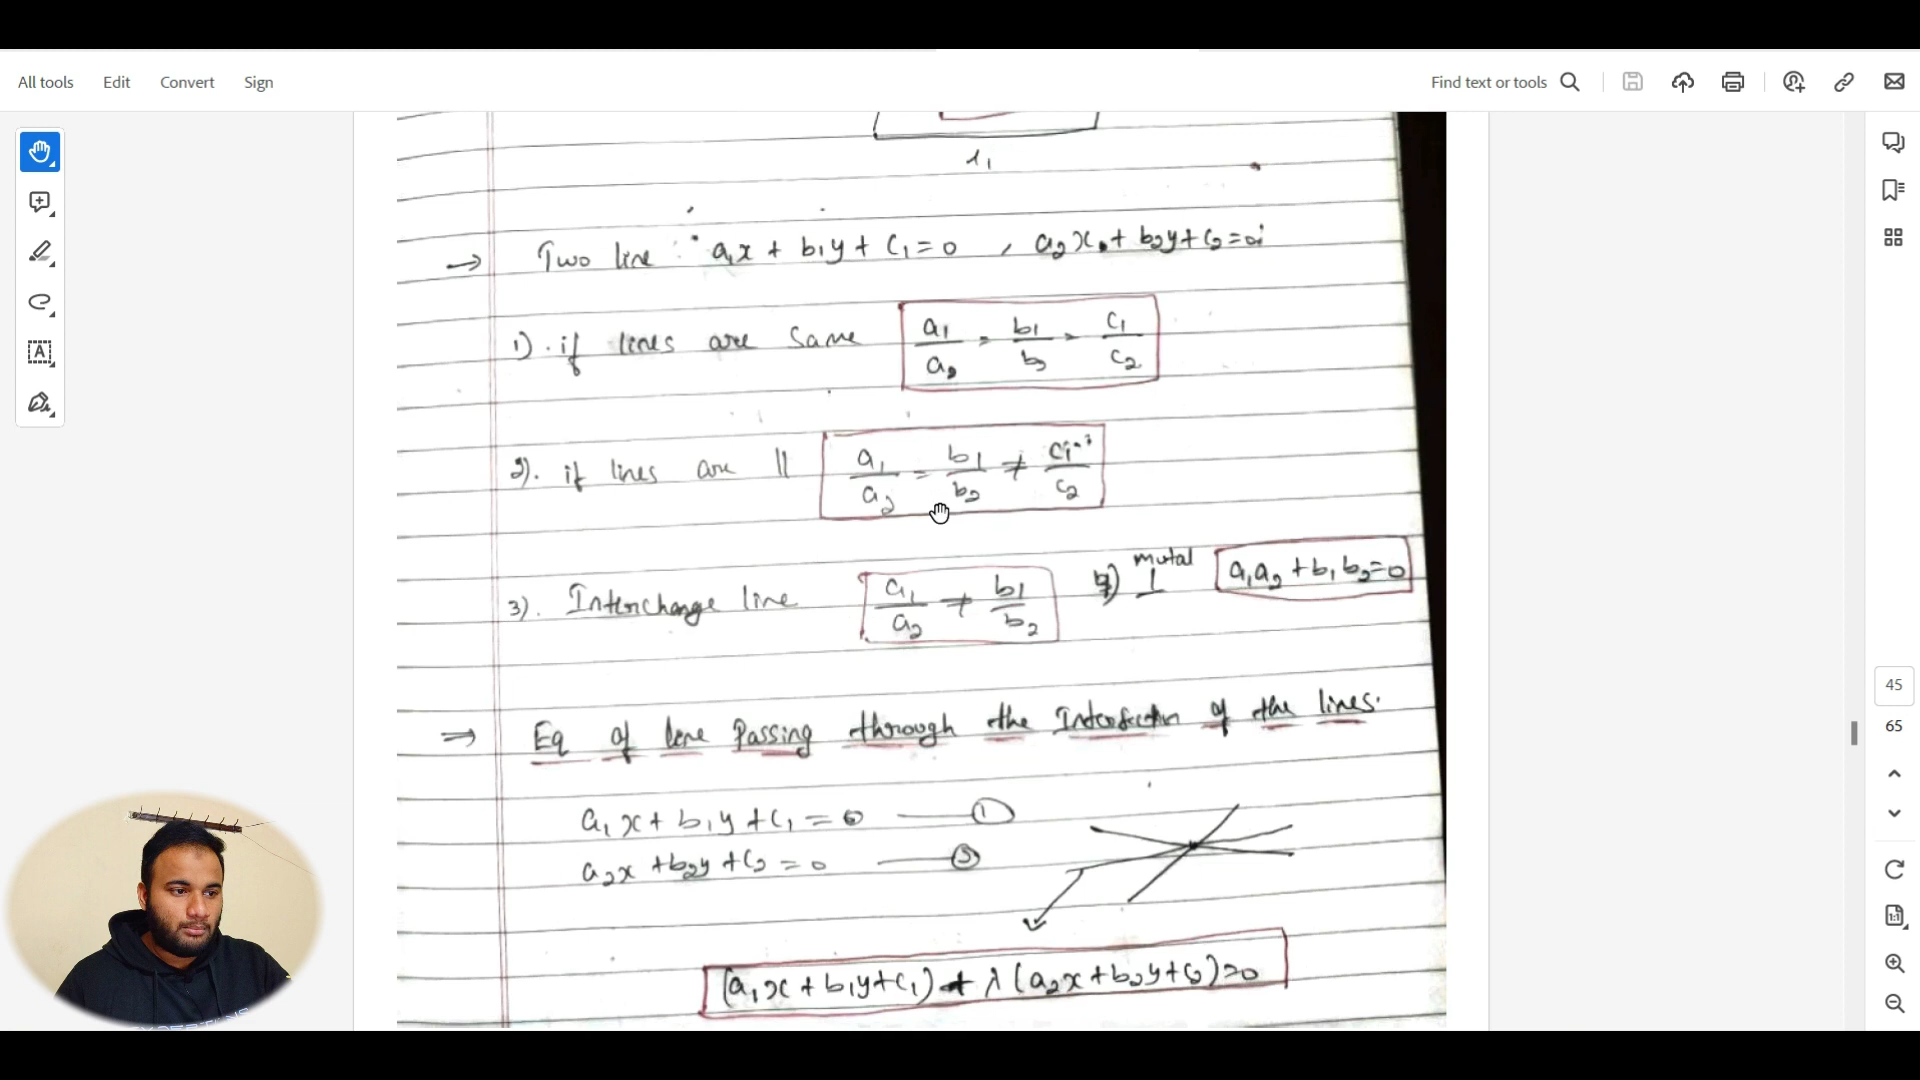 All tools Edit Convert Sign Find text or tools
λ1
→ Two line : a1x + b1y + c1 = 0 , a2x + b2y + c2 = 0
1). if lines are Same a1/a2 = b1/b2 = c1/c2
2). if lines are || a1/a2 = b1/b2 ≠ c1/c2
3). Interchange line a1/a2 ≠ b1/b2 4) mutal ⊥ a1a2 + b1b2 = 0
⇒ Eq of line Passing through the Intersection of the lines.
a1x + b1y + c1 = 0 —— ①
a2x + b2y + c2 = 0 —— ②
(a1x + b1y + c1) + λ (a2x + b2y + c2) = 0
45
65